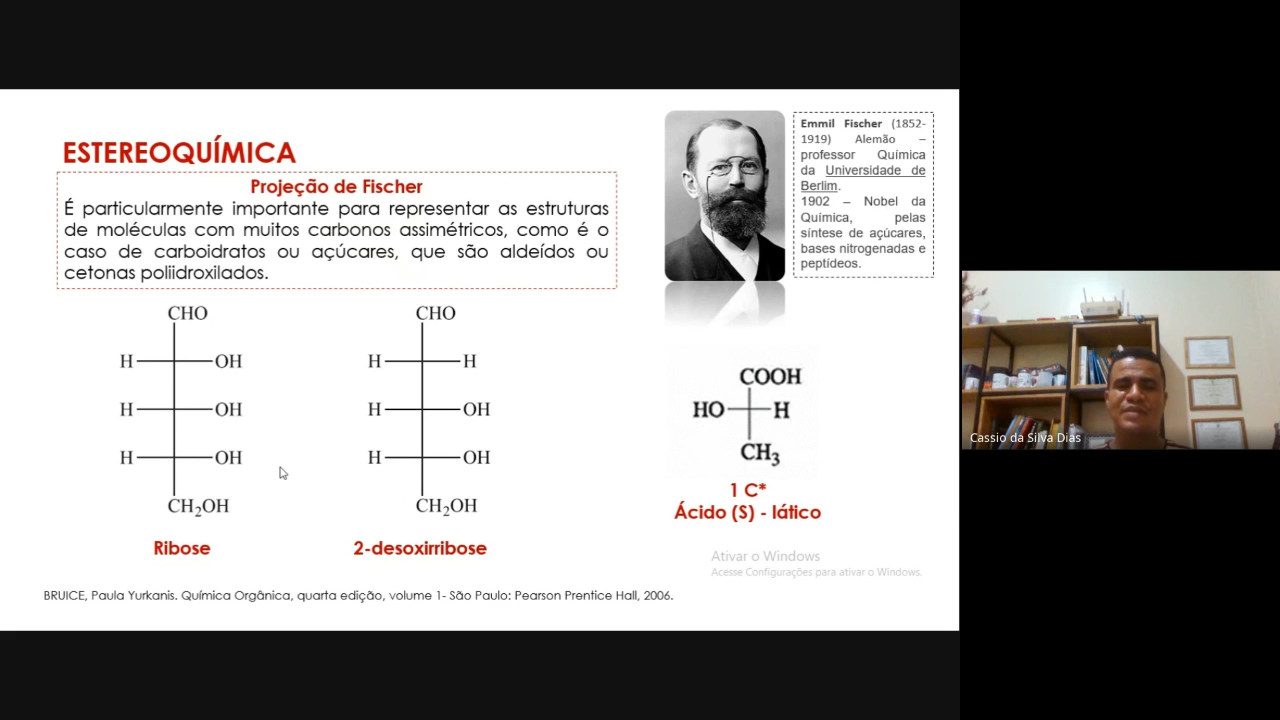 ESTEREOQUÍMICA
Projeção de Fischer
É particularmente importante para representar as estruturas
de moléculas com muitos carbonos assimétricos, como é o
caso de carboidratos ou açúcares, que são aldeídos ou
cetonas poliidroxilados.
Emmil Fischer (1852-
1919) Alemão –
professor Química
da Universidade de
Berlim.
1902 – Nobel da
Química, pelas
síntese de açúcares,
bases nitrogenadas e
peptídeos.
CHO
H OH
H OH
H OH
CH₂OH
Ribose
CHO
H H
H OH
H OH
CH₂OH
2-desoxirribose
COOH
HO H
CH₃
1 C*
Ácido (S) - lático
Ativar o Windows
Acesse Configurações para ativar o Windows.
BRUICE, Paula Yurkanis. Química Orgânica, quarta edição, volume 1- São Paulo: Pearson Prentice Hall, 2006.
Cassio da Silva Dias